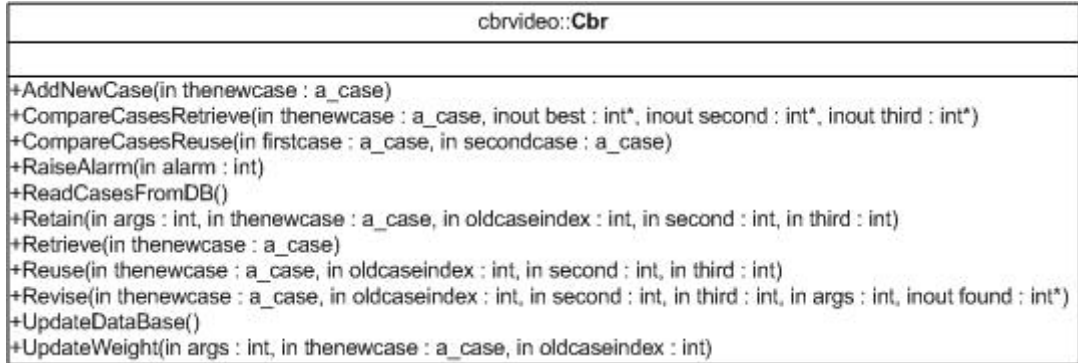 cbrvideo::Cbr
+AddNewCase(in thenewcase : a_case)
+CompareCasesRetrieve(in thenewcase : a_case, inout best : int*, inout second : int*, inout third : int*)
+CompareCasesReuse(in firstcase : a_case, in secondcase : a_case)
+RaiseAlarm(in alarm : int)
+ReadCasesFromDB()
+Retain(in args : int, in thenewcase : a_case, in oldcaseindex : int, in second : int, in third : int)
+Retrieve(in thenewcase : a_case)
+Reuse(in thenewcase : a_case, in oldcaseindex : int, in second : int, in third : int)
+Revise(in thenewcase : a_case, in oldcaseindex : int, in second : int, in third : int, in args : int, inout found : int*)
+UpdateDataBase()
+UpdateWeight(in args : int, in thenewcase : a_case, in oldcaseindex : int)